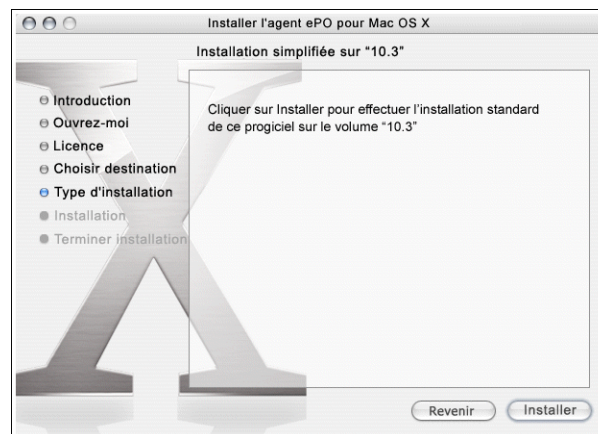 Installer l'agent ePO pour Mac OS X
Installation simplifiée sur “10.3”
Introduction
Ouvrez-moi
Licence
Choisir destination
Type d'installation
Installation
Terminer installation
Cliquer sur Installer pour effectuer l’installation standard
de ce progiciel sur le volume “10.3”
Revenir
Installer